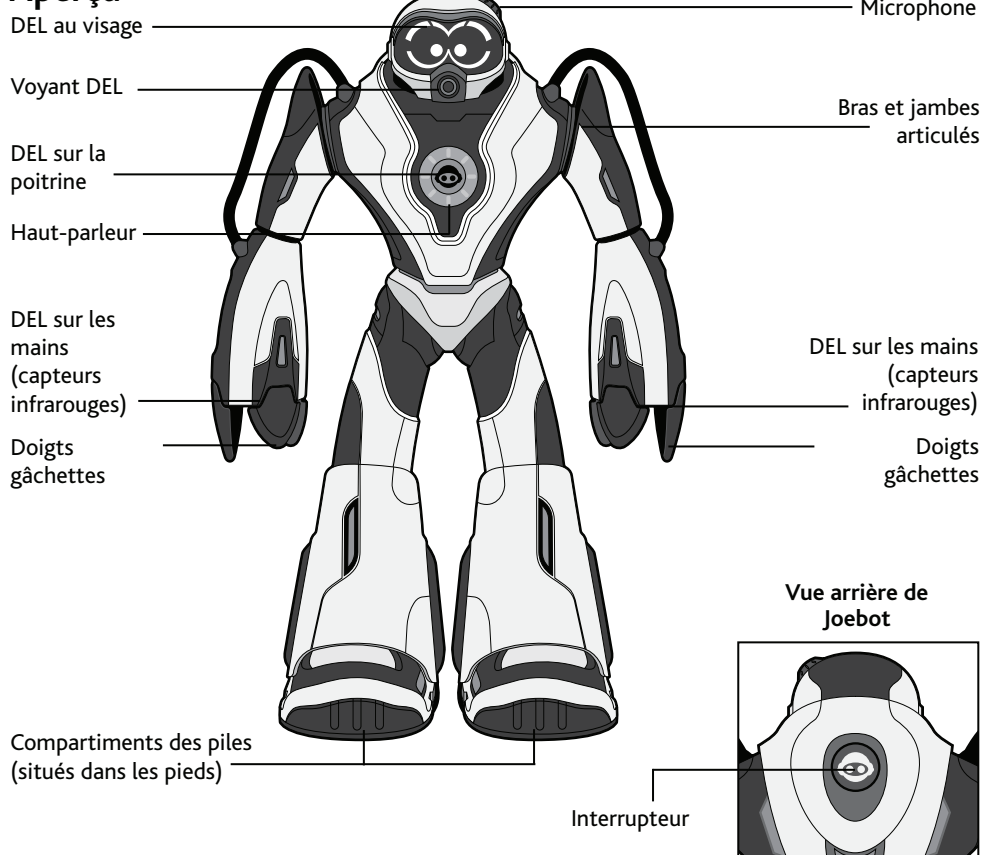 Aperçu
DEL au visage
Microphone
Voyant DEL
Bras et jambes
articulés
DEL sur la
poitrine
Haut-parleur
DEL sur les
mains
(capteurs
infrarouges)
DEL sur les mains
(capteurs
infrarouges)
Doigts
gâchettes
Doigts
gâchettes
Vue arrière de
Joebot
Compartiments des piles
(situés dans les pieds)
Interrupteur